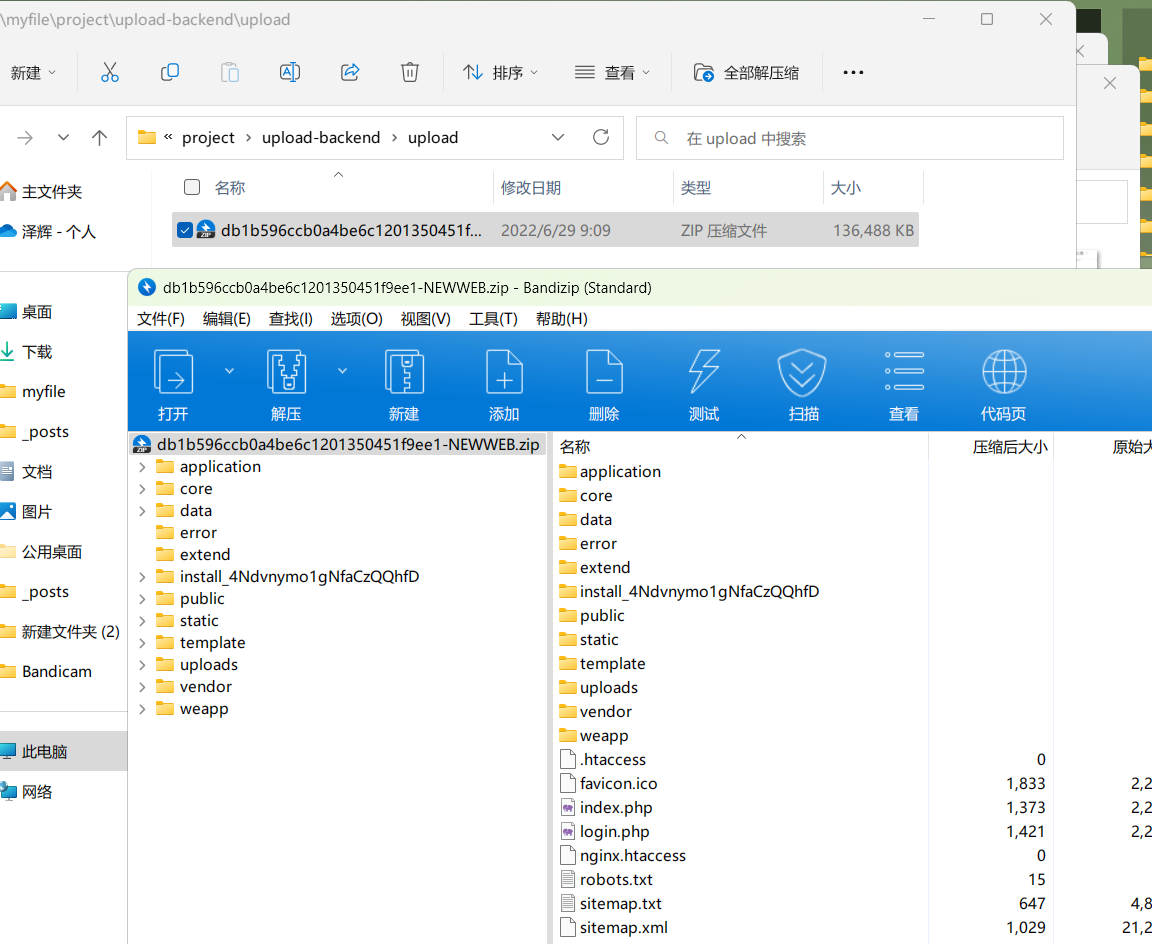 \myfile\project\upload-backend\upload
新建
排序
查看
全部解压缩
« project › upload-backend › upload
在 upload 中搜索
主文件夹
泽辉 - 个人
名称 修改日期 类型 大小
db1b596ccb0a4be6c1201350451f... 2022/6/29 9:09 ZIP 压缩文件 136,488 KB
桌面
下载
myfile
_posts
文档
图片
公用桌面
_posts
新建文件夹 (2)
Bandicam
此电脑
网络
db1b596ccb0a4be6c1201350451f9ee1-NEWWEB.zip - Bandizip (Standard)
文件(F) 编辑(E) 查找(I) 选项(O) 视图(V) 工具(T) 帮助(H)
打开 解压 新建 添加 删除 测试 扫描 查看 代码页
db1b596ccb0a4be6c1201350451f9ee1-NEWWEB.zip
application
core
data
error
extend
install_4Ndvnymo1gNfaCzQQhfD
public
static
template
uploads
vendor
weapp
名称 压缩后大小 原始大
application
core
data
error
extend
install_4Ndvnymo1gNfaCzQQhfD
public
static
template
uploads
vendor
weapp
.htaccess 0
favicon.ico 1,833 2,2
index.php 1,373 2,2
login.php 1,421 2,2
nginx.htaccess 0
robots.txt 15
sitemap.txt 647 4,8
sitemap.xml 1,029 21,2